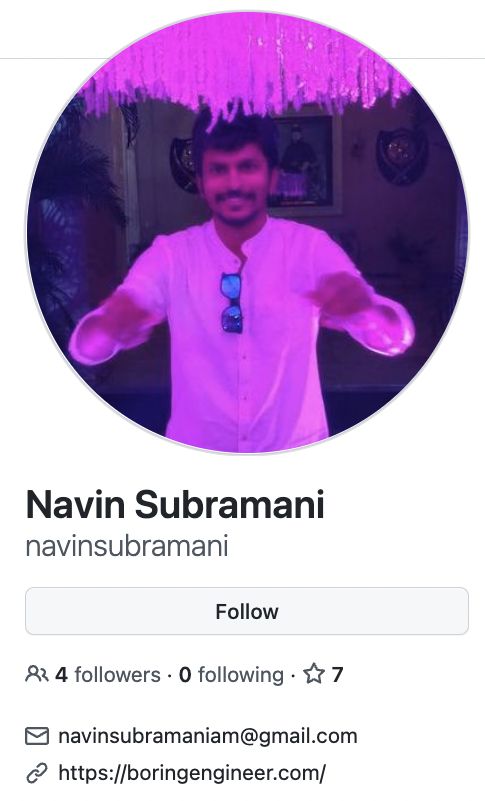 Navin Subramani
navinsubramani
Follow
4 followers · 0 following · 7
navinsubramaniam@gmail.com
https://boringengineer.com/